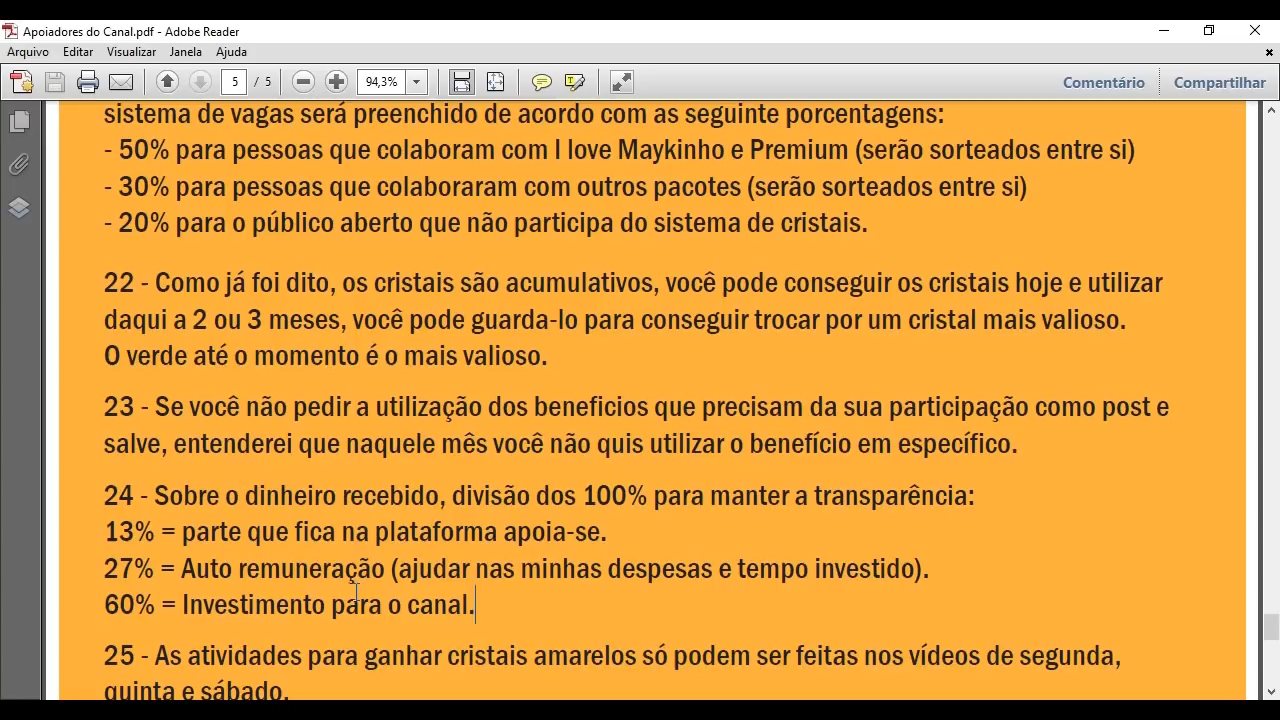 Apoiadores do Canal.pdf - Adobe Reader
Arquivo Editar Visualizar Janela Ajuda
5 / 5 94,3% Comentário Compartilhar
sistema de vagas será preenchido de acordo com as seguinte porcentagens:
- 50% para pessoas que colaboram com I love Maykinho e Premium (serão sorteados entre si)
- 30% para pessoas que colaboraram com outros pacotes (serão sorteados entre si)
- 20% para o público aberto que não participa do sistema de cristais.
22 - Como já foi dito, os cristais são acumulativos, você pode conseguir os cristais hoje e utilizar
daqui a 2 ou 3 meses, você pode guarda-lo para conseguir trocar por um cristal mais valioso.
O verde até o momento é o mais valioso.
23 - Se você não pedir a utilização dos beneficios que precisam da sua participação como post e
salve, entenderei que naquele mês você não quis utilizar o benefício em específico.
24 - Sobre o dinheiro recebido, divisão dos 100% para manter a transparência:
13% = parte que fica na plataforma apoia-se.
27% = Auto remuneração (ajudar nas minhas despesas e tempo investido).
60% = Investimento para o canal.
25 - As atividades para ganhar cristais amarelos só podem ser feitas nos vídeos de segunda,
quinta e sábado.